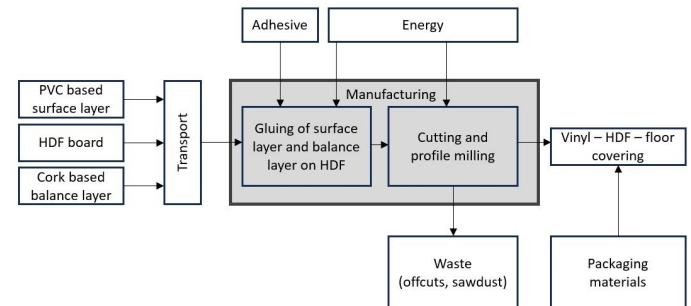 Adhesive
Energy
PVC based
surface layer
HDF board
Cork based
balance layer
Transport
Manufacturing
Gluing of surface
layer and balance
layer on HDF
Cutting and
profile milling
Vinyl – HDF – floor
covering
Waste
(offcuts, sawdust)
Packaging
materials